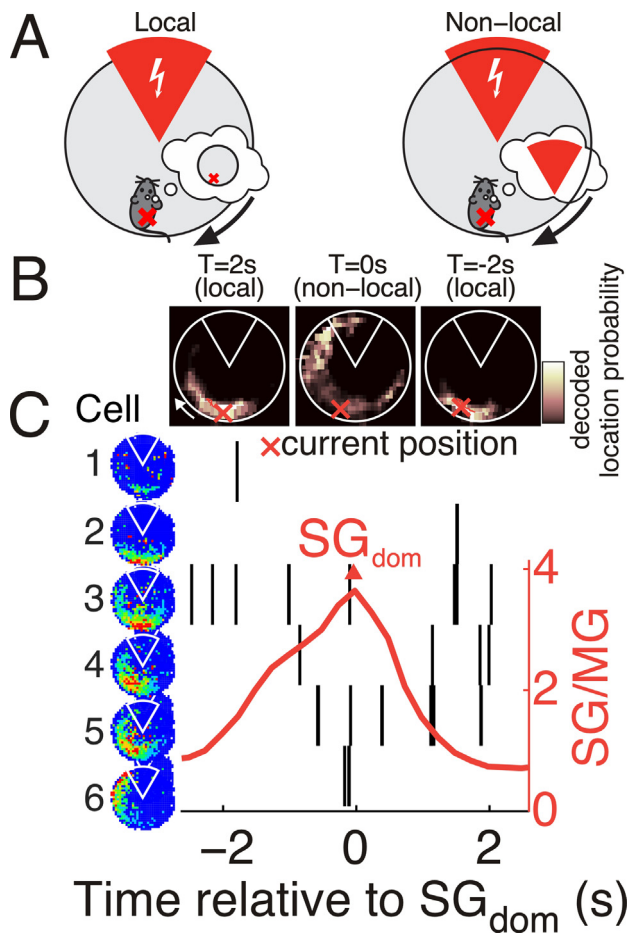 A
Local
Non-local
B
T=2s
(local)
T=0s
(non-local)
T=-2s
(local)
decoded
location probability
×current position
C
Cell
1
2
3
4
5
6
SGdom
4
2
0
SG/MG
−2
0
2
Time relative to SGdom (s)